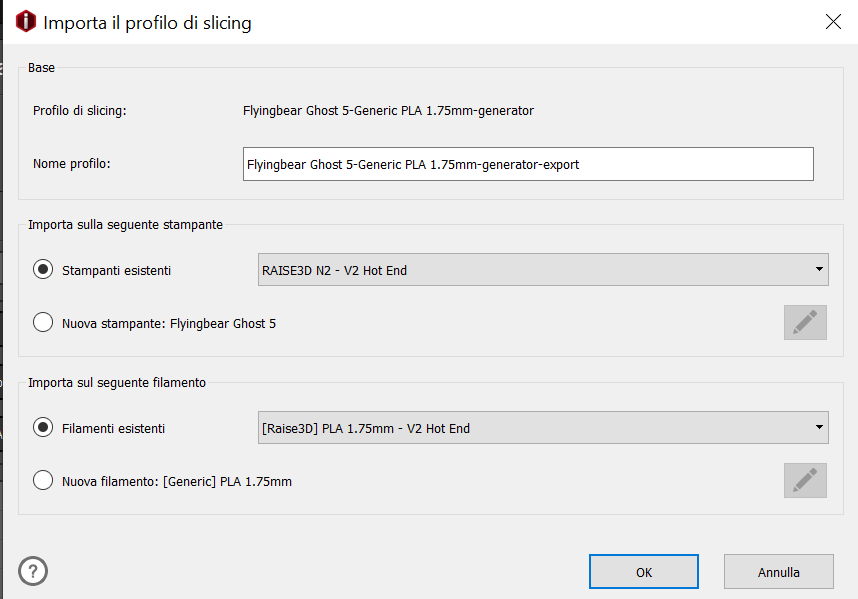 Importa il profilo di slicing
Base
Profilo di slicing: Flyingbear Ghost 5-Generic PLA 1.75mm-generator
Nome profilo: Flyingbear Ghost 5-Generic PLA 1.75mm-generator-export
Importa sulla seguente stampante
Stampanti esistenti RAISE3D N2 - V2 Hot End
Nuova stampante: Flyingbear Ghost 5
Importa sul seguente filamento
Filamenti esistenti [Raise3D] PLA 1.75mm - V2 Hot End
Nuova filamento: [Generic] PLA 1.75mm
? OK Annulla